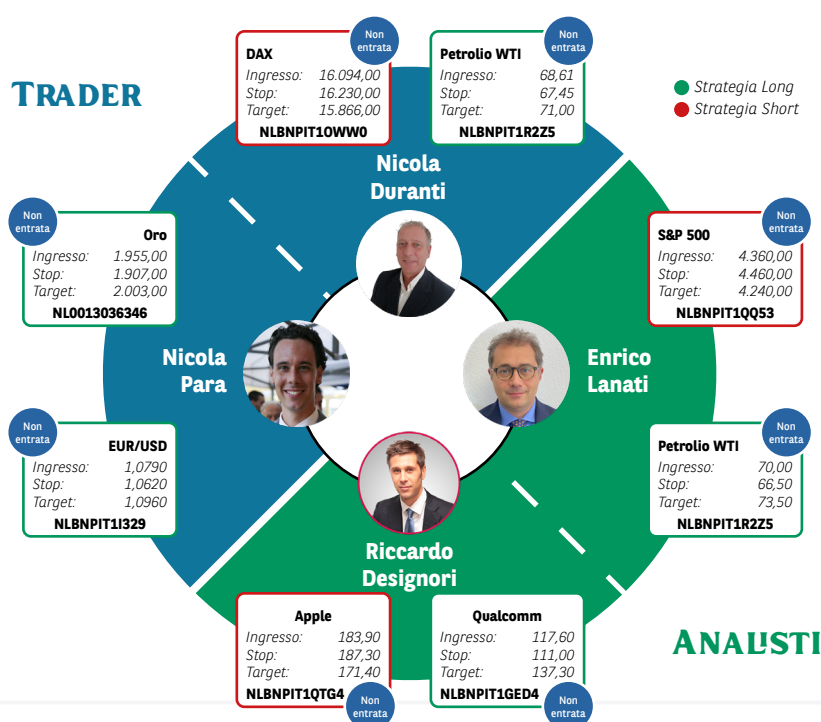 TRADER
Non
entrata
DAX
Ingresso: 16.094,00
Stop: 16.230,00
Target: 15.866,00
NLBNPIT1OWW0
Non
entrata
Petrolio WTI
Ingresso: 68,61
Stop: 67,45
Target: 71,00
NLBNPIT1R2Z5
Strategia Long
Strategia Short
Nicola
Duranti
Non
entrata
Oro
Ingresso: 1.955,00
Stop: 1.907,00
Target: 2.003,00
NL0013036346
Non
entrata
S&P 500
Ingresso: 4.360,00
Stop: 4.460,00
Target: 4.240,00
NLBNPIT1QQ53
Nicola
Para
Enrico
Lanati
Non
entrata
EUR/USD
Ingresso: 1,0790
Stop: 1,0620
Target: 1,0960
NLBNPIT1I329
Non
entrata
Petrolio WTI
Ingresso: 70,00
Stop: 66,50
Target: 73,50
NLBNPIT1R2Z5
Riccardo
Designori
Apple
Ingresso: 183,90
Stop: 187,30
Target: 171,40
NLBNPIT1QTG4
Non
entrata
Qualcomm
Ingresso: 117,60
Stop: 111,00
Target: 137,30
NLBNPIT1GED4
Non
entrata
ANALISTI